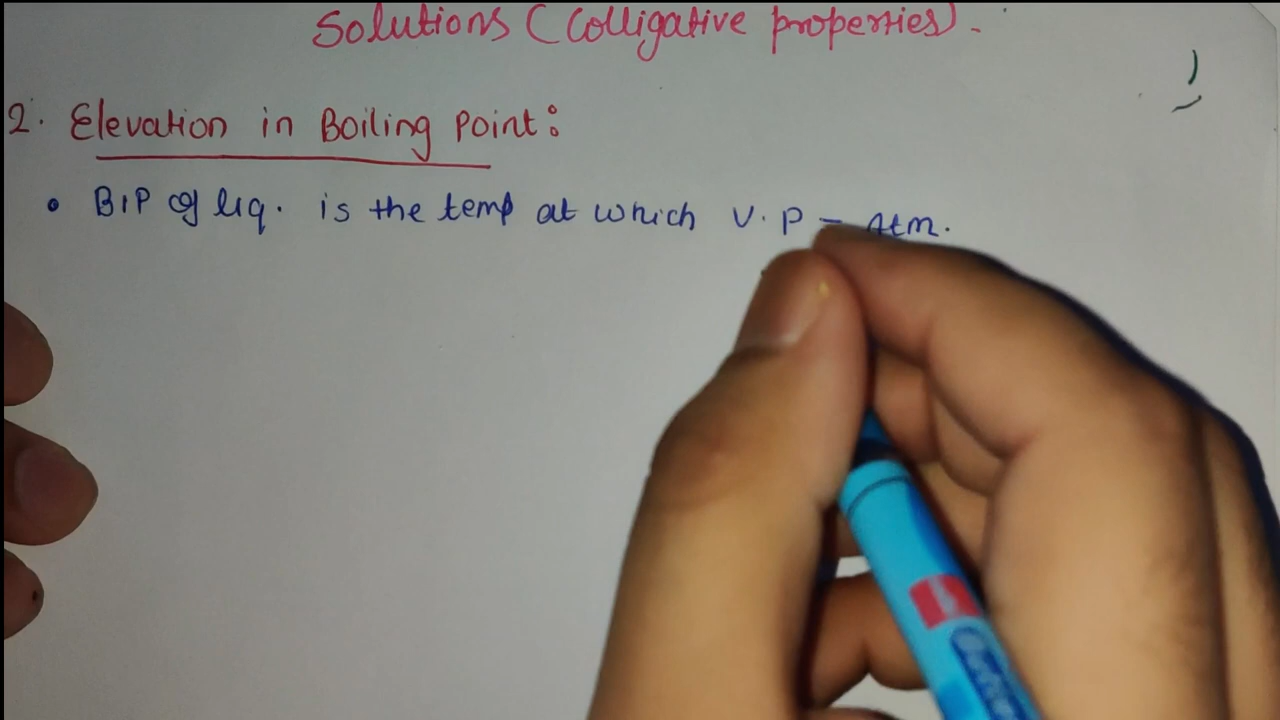 Solutions (Colligative properties).
2. Elevation in Boiling point:
• B.P of liq. is the temp at which V.P = Atm.